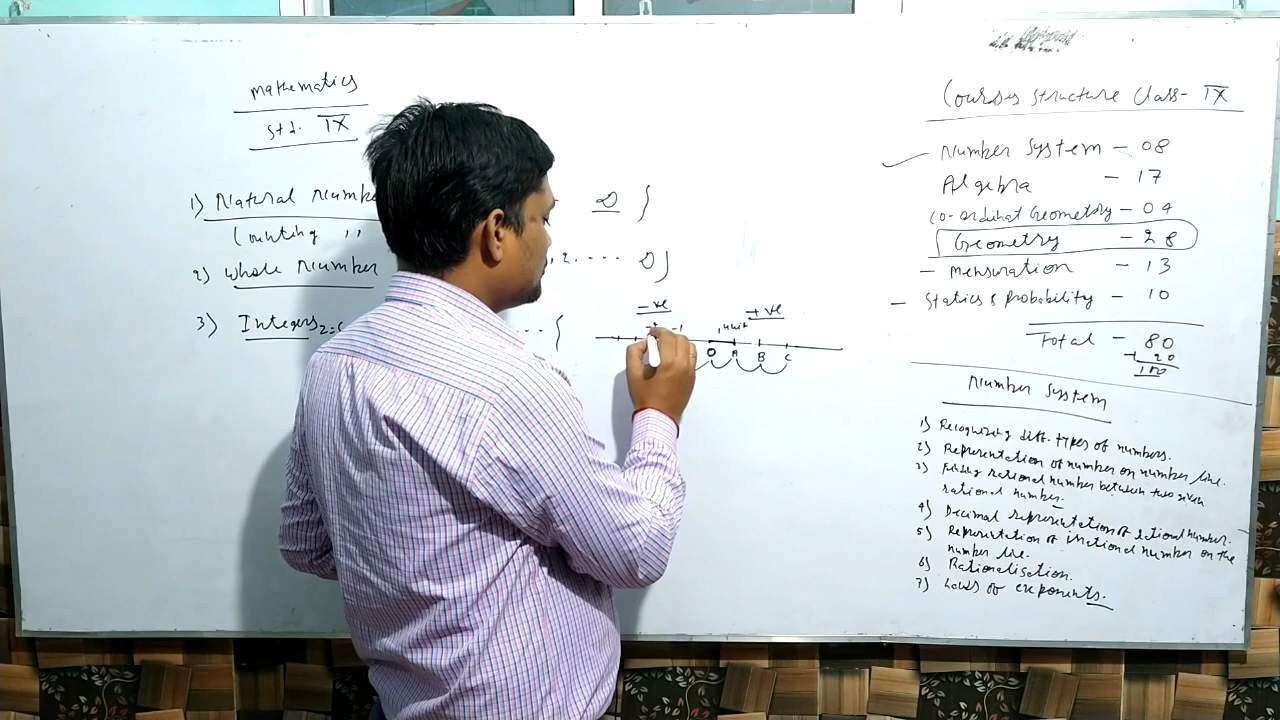 mathematics
std. IX
1) Natural Numbe
∞ }
Counting ,,
2) Whole Number
, 2, ..... ∞ }
3) Integers
... {
-ve
+ve
-1
1 unit
O A B C
Courses structure Class- IX
Number System - 08
Algebra - 17
Co-ordinat Geometry - 04
Geometry - 28
- Mensuration - 13
- Statics & Probability - 10
Total - 80
+ 20
100
Number System
1) Recognizing diff. types of numbers.
2) Representation of number on number line.
3) Finding rational number between two given
rational number.
4) Decimal representation of rational number.
5) Representation of irrational number on the
number line.
6) Rationalisation.
7) Laws of exponents.